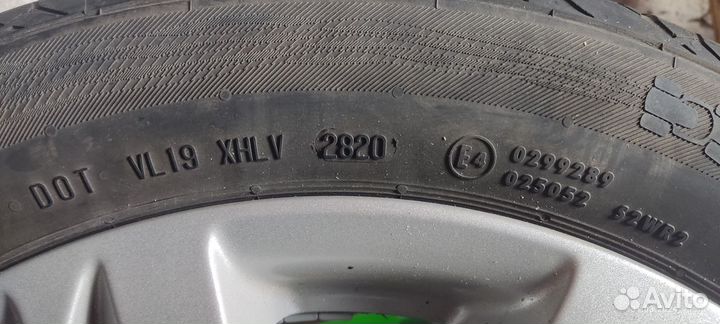 DOT VL19 XHLV 2820 E4 0299289
025052 S2WR2
Avito